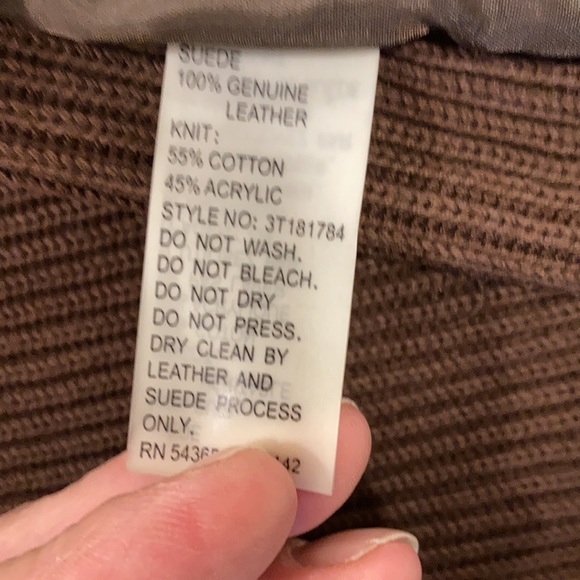 SUEDE
100% GENUINE
LEATHER
KNIT:
55% COTTON
45% ACRYLIC
STYLE NO: 3T181784
DO NOT WASH.
DO NOT BLEACH.
DO NOT DRY
DO NOT PRESS.
DRY CLEAN BY
LEATHER AND
SUEDE PROCESS
ONLY.
RN